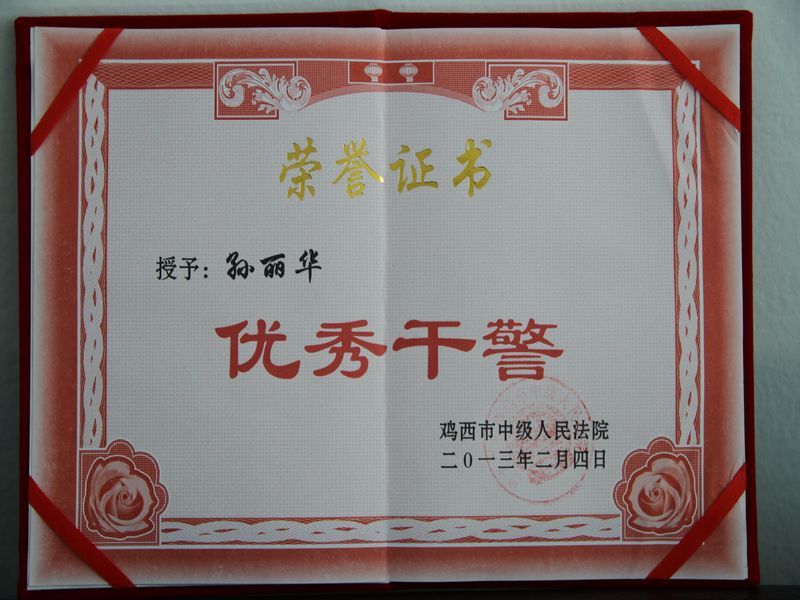 荣誉证书
授予：孙丽华
优秀干警
鸡西市中级人民法院
二0一三年二月四日